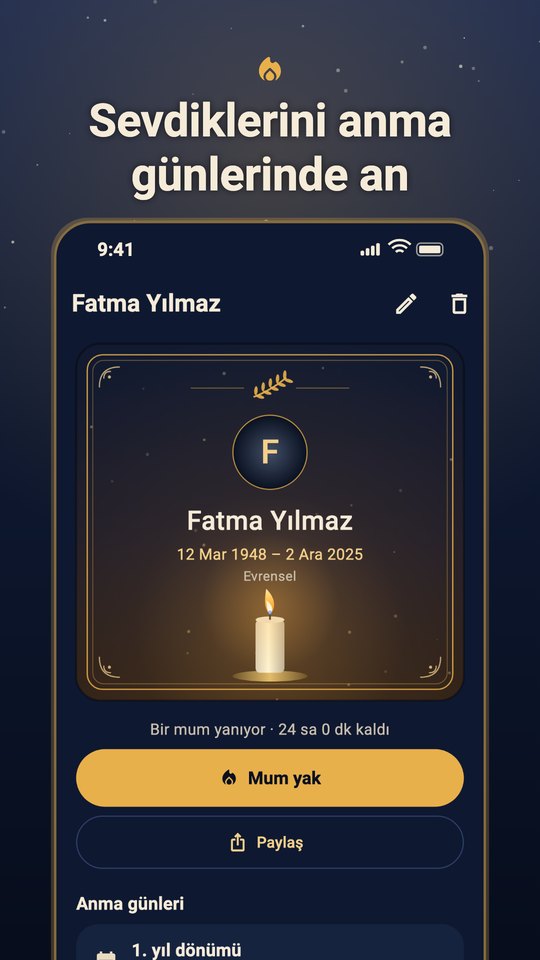 Sevdiklerini anma
günlerinde an
9:41
Fatma Yılmaz
F
Fatma Yılmaz
12 Mar 1948 – 2 Ara 2025
Evrensel
Bir mum yanıyor · 24 sa 0 dk kaldı
Mum yak
Paylaş
Anma günleri
1. yıl dönümü